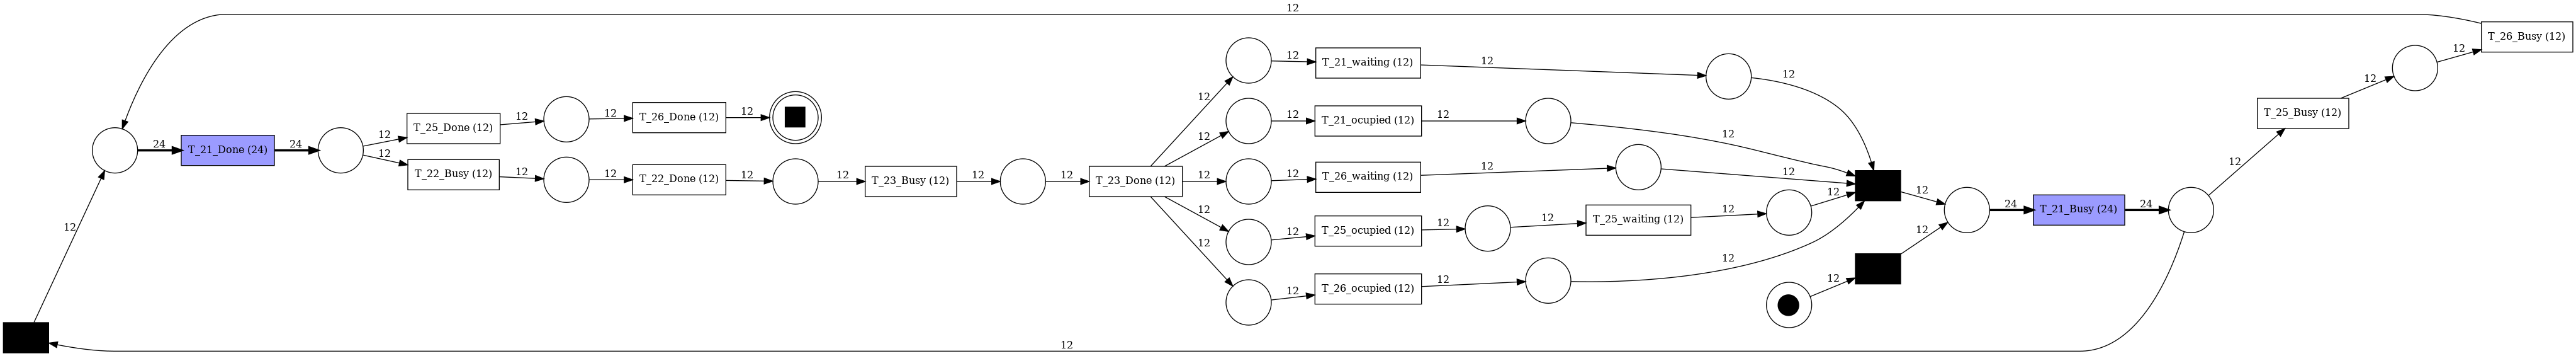 12
T_26_Busy (12)
12
12
T_25_Busy (12)
12
12
24
T_21_Done (24)
24
12
T_25_Done (12)
12
12
T_26_Done (12)
12
12
T_22_Busy (12)
12
12
T_22_Done (12)
12
12
T_23_Busy (12)
12
12
T_23_Done (12)
12
12
T_21_waiting (12)
12
12
12
12
T_21_ocupied (12)
12
12
12
12
T_26_waiting (12)
12
12
12
12
T_25_ocupied (12)
12
12
T_25_waiting (12)
12
12
12
12
T_26_ocupied (12)
12
12
12
12
12
24
T_21_Busy (24)
24
12
12